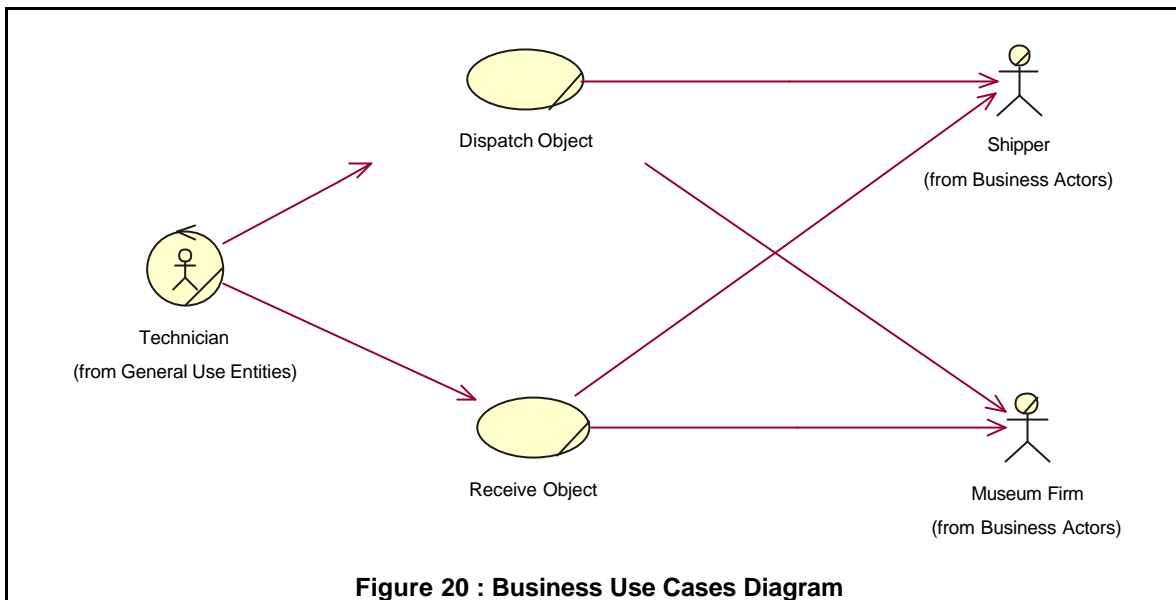 Dispatch Object
Shipper
(from Business Actors)
Technician
(from General Use Entities)
Receive Object
Museum Firm
(from Business Actors)
Figure 20 : Business Use Cases Diagram